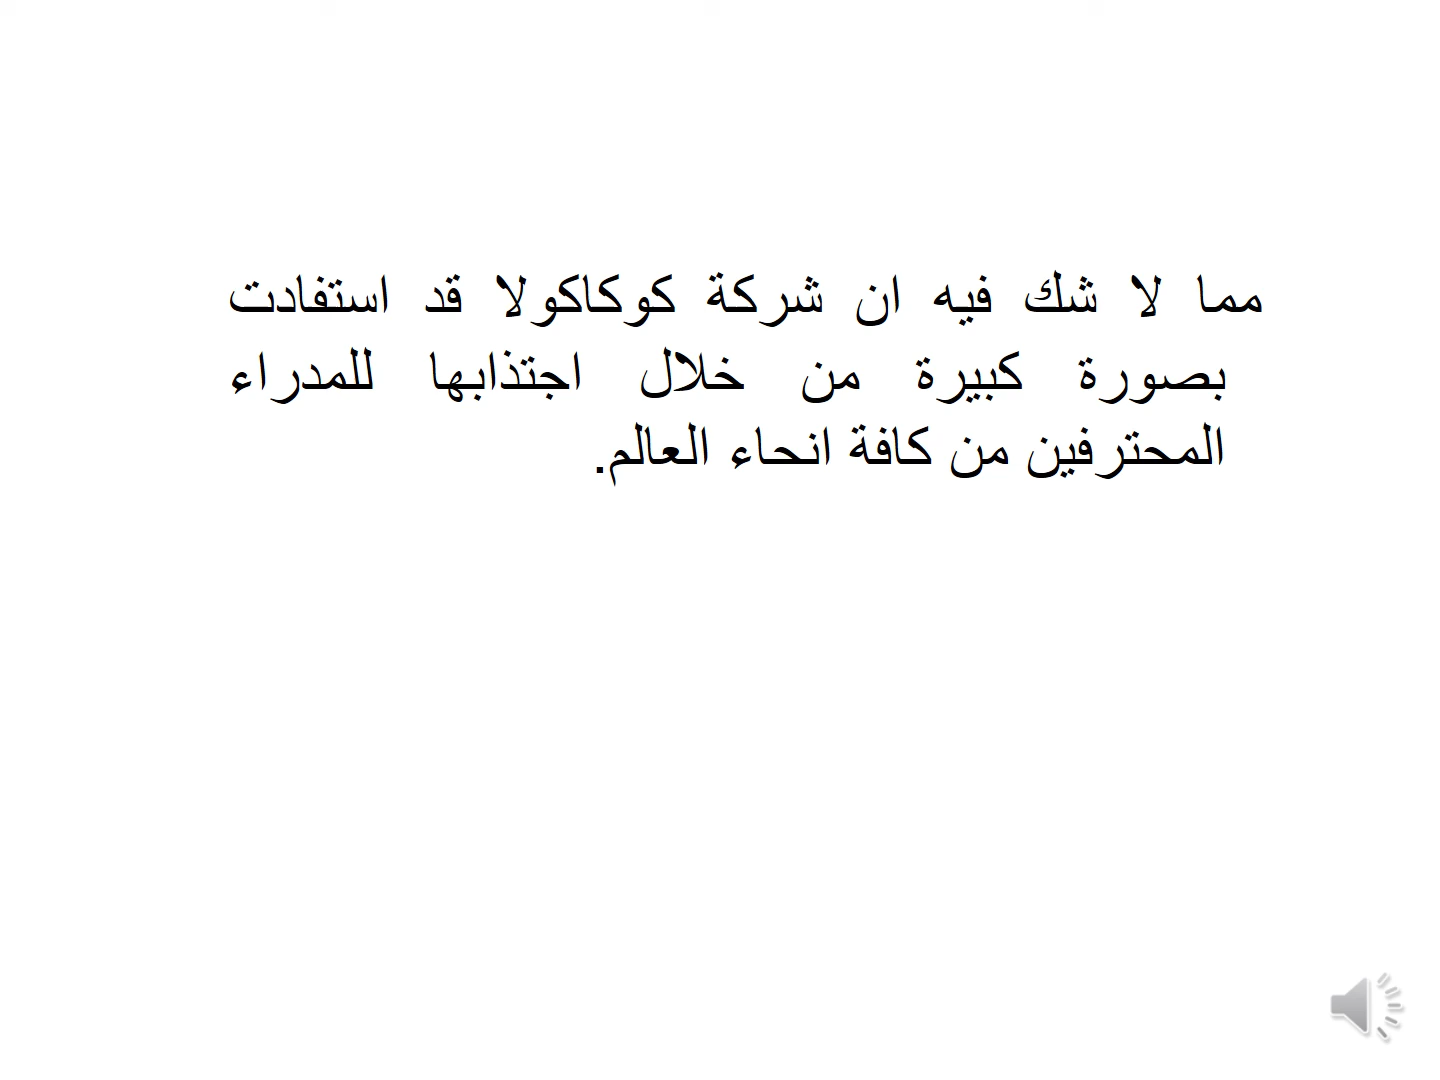 مما لا شك فيه ان شركة كوكاكولا قد استفادت
بصورة كبيرة من خلال اجتذابها للمدراء
المحترفين من كافة انحاء العالم.